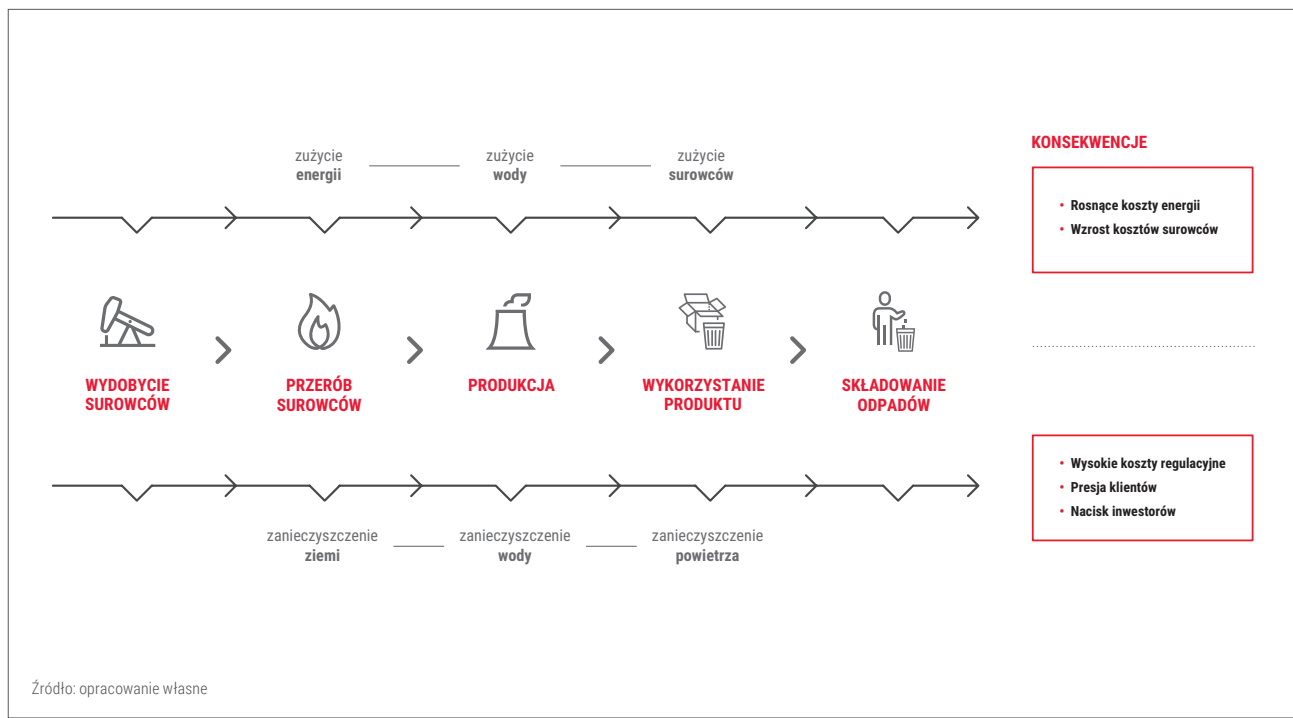 zużycie
energii
zużycie
wody
zużycie
surowców
KONSEKWENCJE
• Rosnące koszty energii
• Wzrost kosztów surowców
WYDOBYCIE
SUROWCÓW
PRZERÓB
SUROWCÓW
PRODUKCJA
WYKORZYSTANIE
PRODUKTU
SKŁADOWANIE
ODPADÓW
• Wysokie koszty regulacyjne
• Presja klientów
• Nacisk inwestorów
zanieczyszczenie
ziemi
zanieczyszczenie
wody
zanieczyszczenie
powietrza
Źródło: opracowanie własne